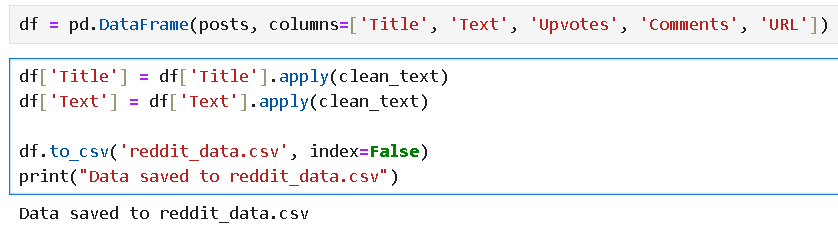 df = pd.DataFrame(posts, columns=['Title', 'Text', 'Upvotes', 'Comments', 'URL'])
df['Title'] = df['Title'].apply(clean_text)
df['Text'] = df['Text'].apply(clean_text)
df.to_csv('reddit_data.csv', index=False)
print("Data saved to reddit_data.csv")
Data saved to reddit_data.csv